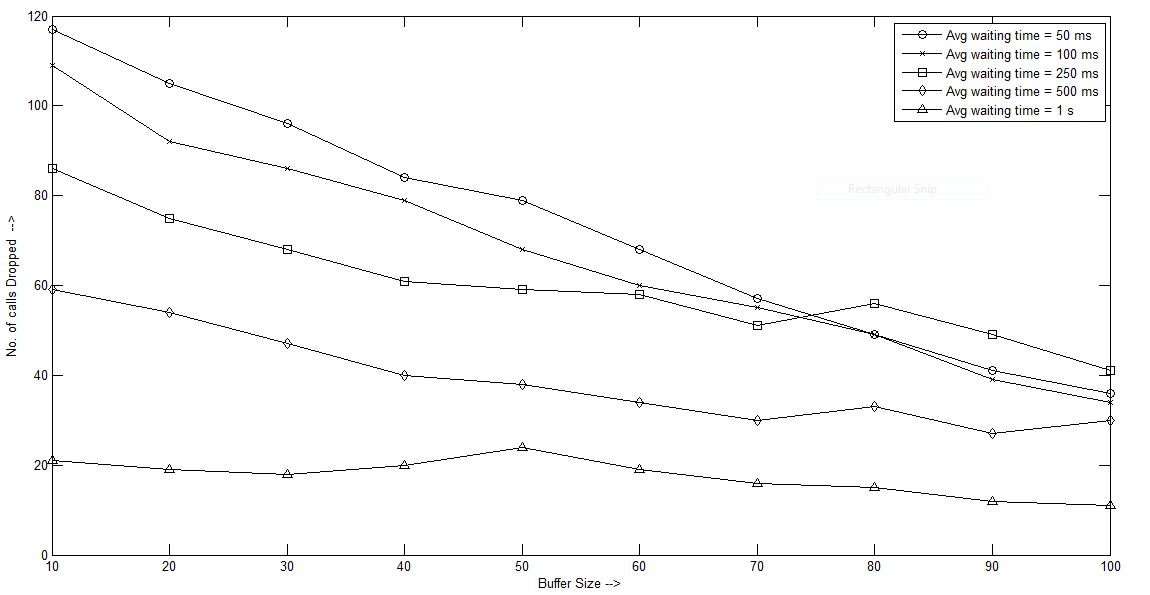 120
100
80
60
40
20
0
No. of calls Dropped -->
10 20 30 40 50 60 70 80 90 100
Buffer Size -->
Avg waiting time = 50 ms
Avg waiting time = 100 ms
Avg waiting time = 250 ms
Avg waiting time = 500 ms
Avg waiting time = 1 s
Rectangular Snip